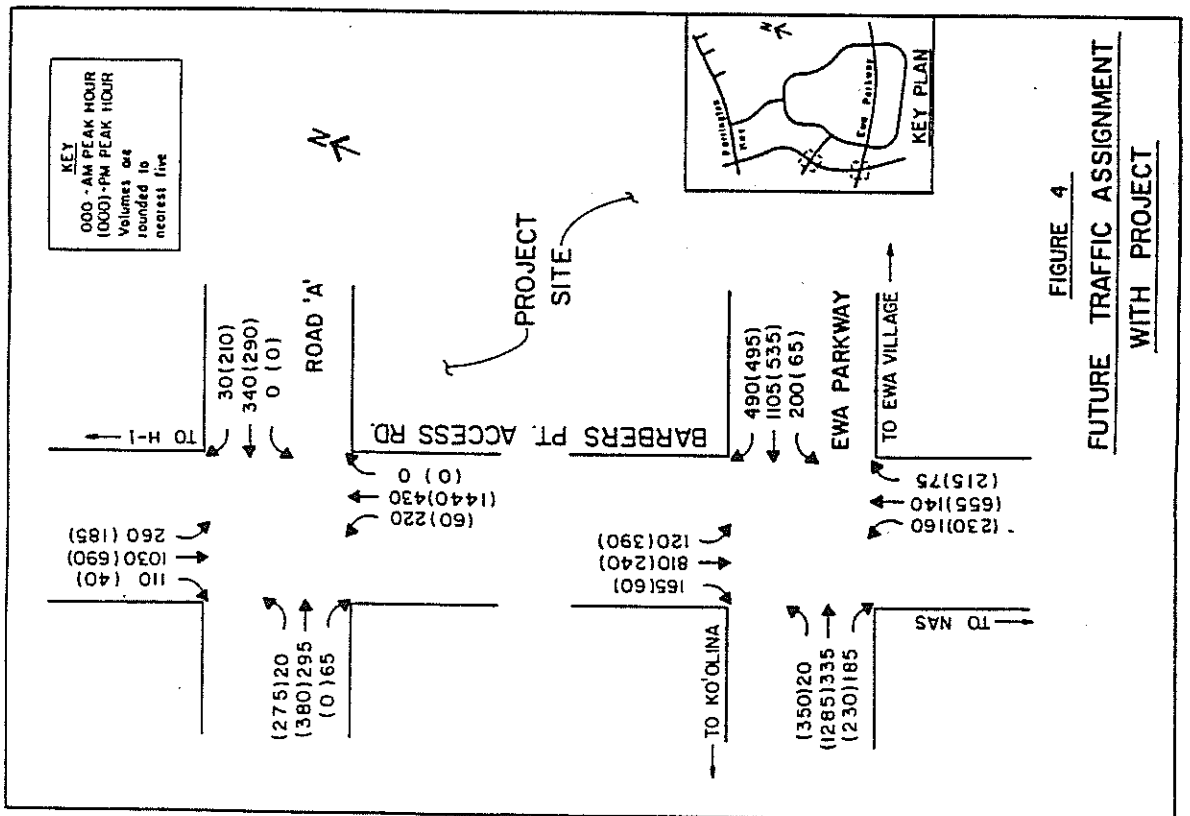 KEY
000 - AM PEAK HOUR
(000) - PM PEAK HOUR
Volumes are
rounded to
nearest five
N
TO H-1
30(210)
340(290)
0 (0)
ROAD 'A'
110 (40)
1030 (690)
260 (185)
(275)20
(380)295
(0)65
(0) 0
(1440)430
(60)220
BARBERS PT. ACCESS RD.
PROJECT
SITE
490(495)
1105(535)
200(65)
EWA PARKWAY
TO EWA VILLAGE
165(60)
810(240)
120(390)
TO KO'OLINA
(350)20
(1285)335
(230)185
(215)75
(655)140
(230)160
TO NAS
N
Farrington
Hwy
Ewa Parkway
KEY PLAN
FIGURE 4
FUTURE TRAFFIC ASSIGNMENT
WITH PROJECT